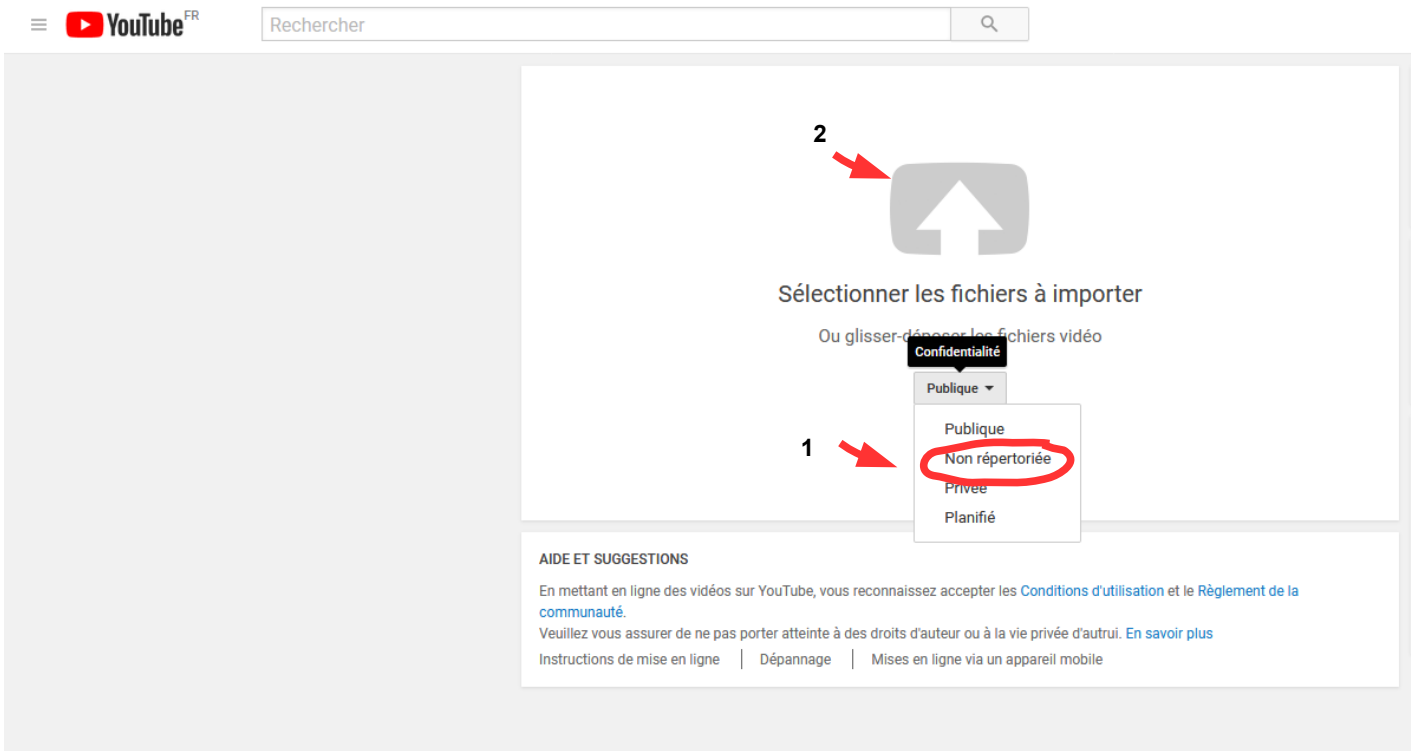 YouTube FR
Rechercher
2
Sélectionner les fichiers à importer
Ou glisser-déposer les fichiers vidéo
Confidentialité
Publique
Publique
1
Non répertoriée
Privée
Planifié
AIDE ET SUGGESTIONS
En mettant en ligne des vidéos sur YouTube, vous reconnaissez accepter les Conditions d'utilisation et le Règlement de la
communauté.
Veuillez vous assurer de ne pas porter atteinte à des droits d'auteur ou à la vie privée d'autrui. En savoir plus
Instructions de mise en ligne | Dépannage | Mises en ligne via un appareil mobile